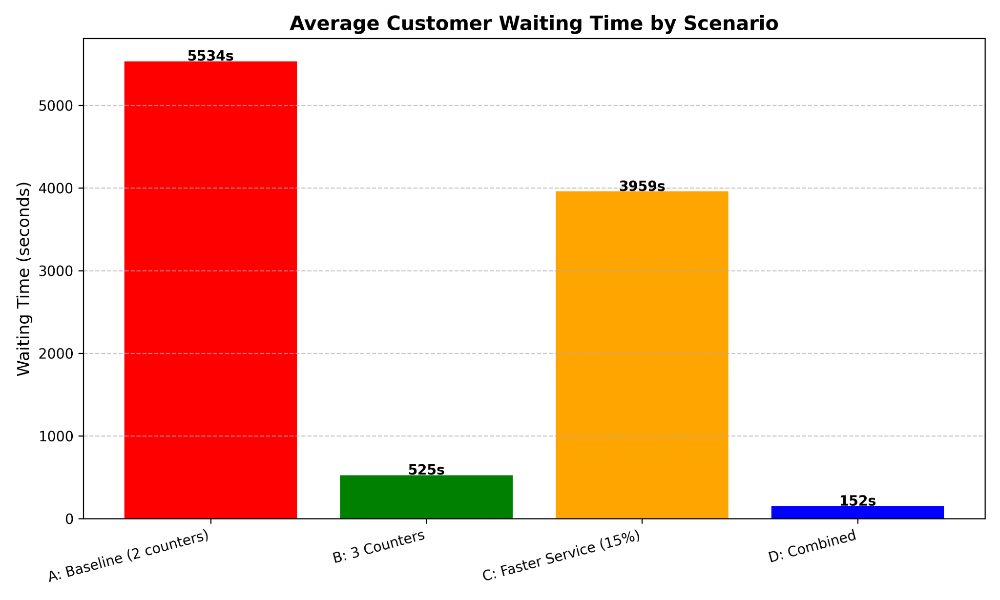 Average Customer Waiting Time by Scenario
Waiting Time (seconds)
5000
4000
3000
2000
1000
0
5534s
525s
3959s
152s
A: Baseline (2 counters)
B: 3 Counters
C: Faster Service (15%)
D: Combined